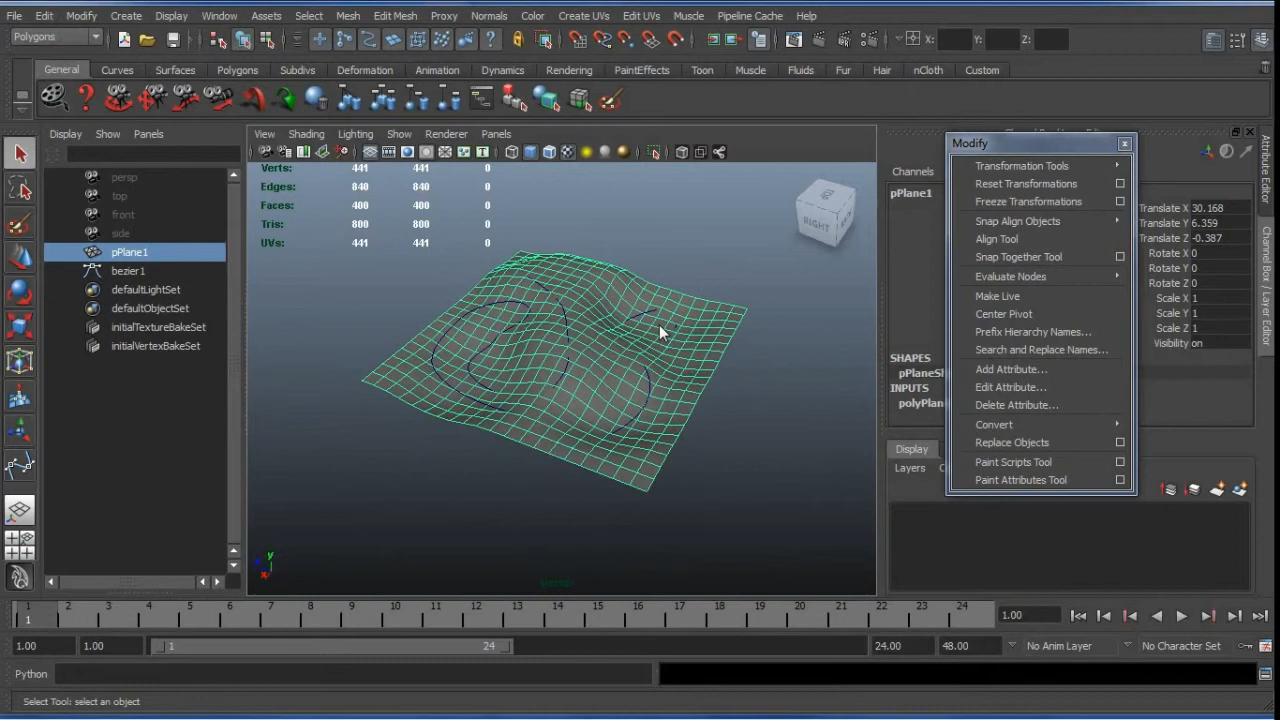 File Edit Modify Create Display Window Assets Select Mesh Edit Mesh Proxy Normals Color Create UVs Edit UVs Muscle Pipeline Cache Help
Polygons X: Y: Z:
General Curves Surfaces Polygons Subdivs Deformation Animation Dynamics Rendering PaintEffects Toon Muscle Fluids Fur Hair nCloth Custom
Display Show Panels
View Shading Lighting Show Renderer Panels
persp
top
front
side
pPlane1
bezier1
defaultLightSet
defaultObjectSet
initialTextureBakeSet
initialVertexBakeSet
Verts: 441 441 0
Edges: 840 840 0
Faces: 400 400 0
Tris: 800 800 0
UVs: 441 441 0
RIGHT
y
x
persp
Modify
Transformation Tools
Reset Transformations
Freeze Transformations
Snap Align Objects
Align Tool
Snap Together Tool
Evaluate Nodes
Make Live
Center Pivot
Prefix Hierarchy Names...
Search and Replace Names...
Add Attribute...
Edit Attribute...
Delete Attribute...
Convert
Replace Objects
Paint Scripts Tool
Paint Attributes Tool
Channels
pPlane1
Translate X 30.168
Translate Y 6.359
Translate Z -0.387
Rotate X 0
Rotate Y 0
Rotate Z 0
Scale X 1
Scale Y 1
Scale Z 1
Visibility on
SHAPES
pPlaneSh
INPUTS
polyPlan
Display
Layers
Attribute Editor
Channel Box / Layer Editor
1 2 3 4 5 6 7 8 9 10 11 12 13 14 15 16 17 18 19 20 21 22 23 24
1
1.00
1.00 1.00 1 24 24.00 48.00 No Anim Layer No Character Set
Python
Select Tool: select an object